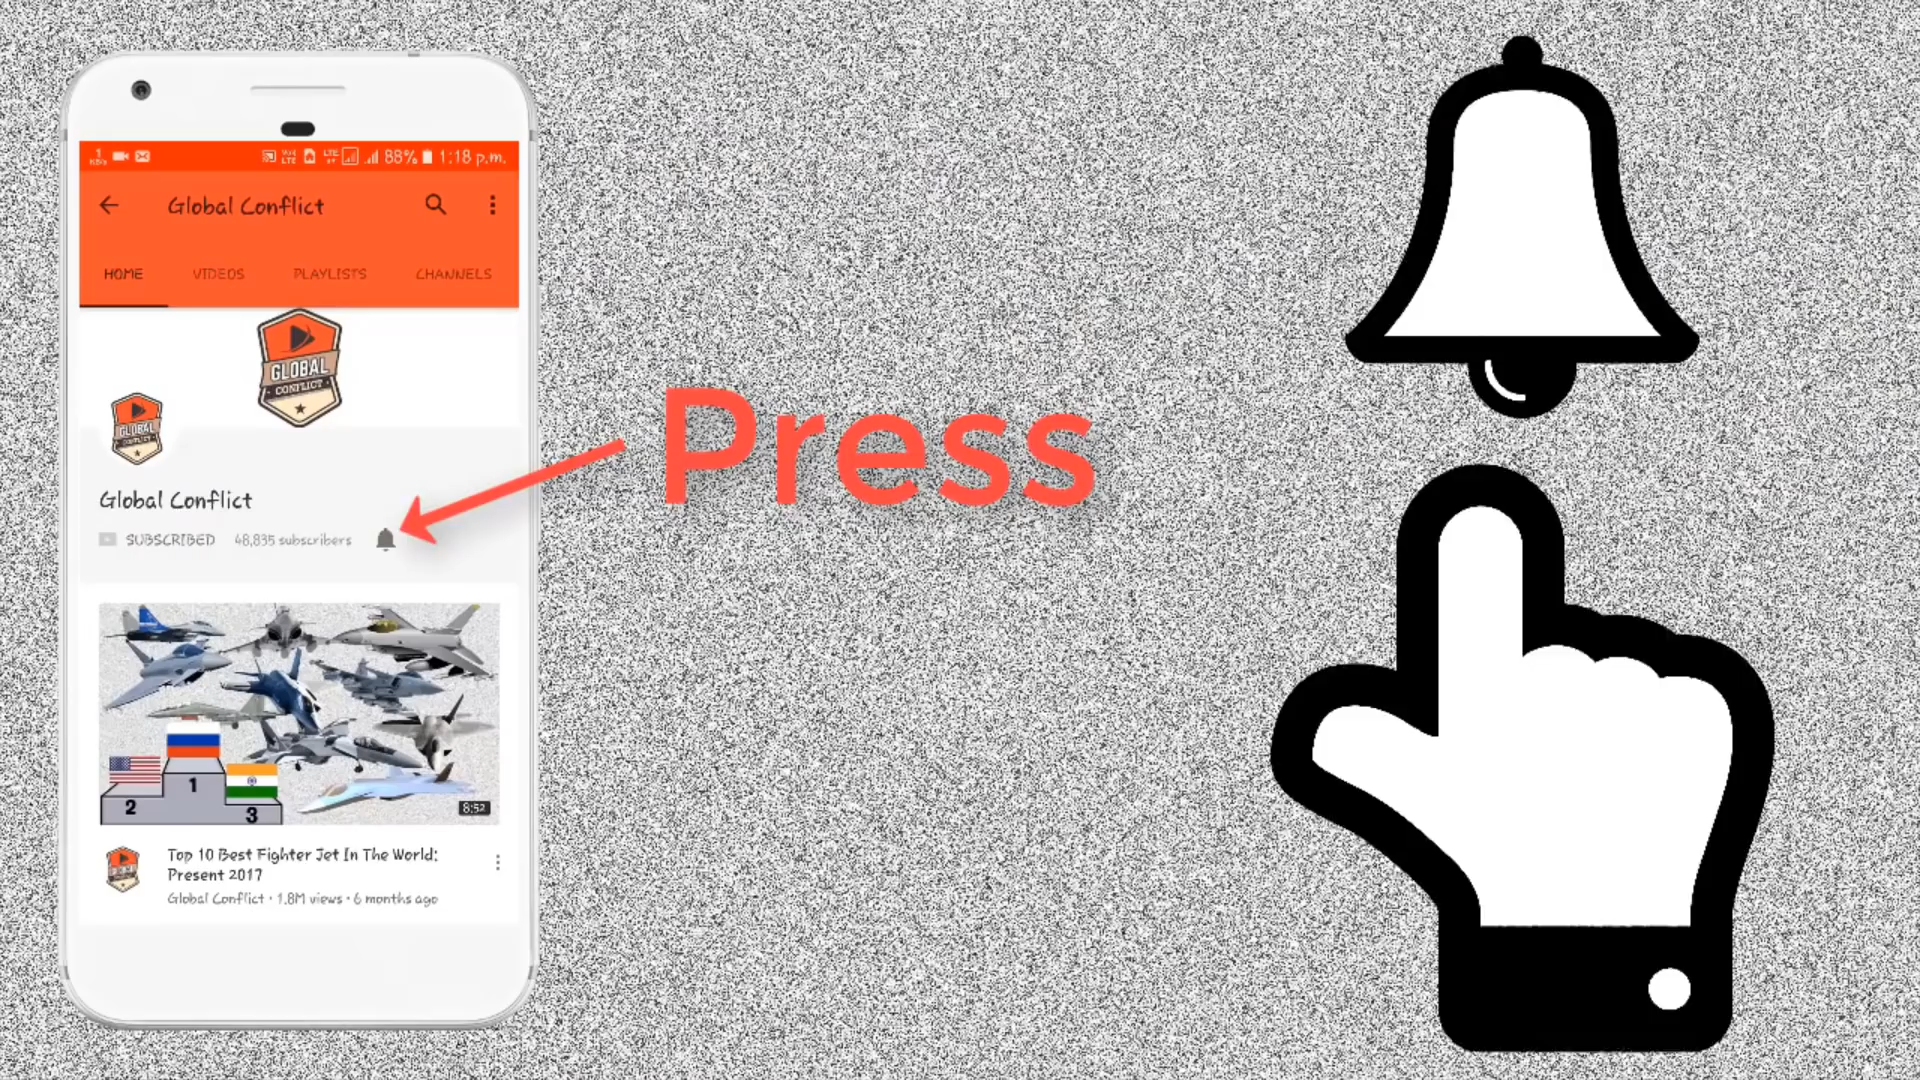 88% 1:18 p.m.
Global Conflict
HOME VIDEOS PLAYLISTS CHANNELS
GLOBAL
CONFLICT
GLOBAL
CONFLICT
Press
Global Conflict
SUBSCRIBED 48,835 subscribers
1
2
3
8:52
Top 10 Best Fighter Jet In The World:
Present 2017
Global Conflict • 1.8M views • 6 months ago